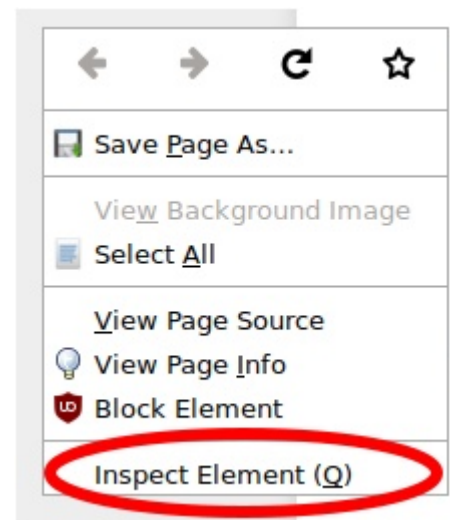 Save Page As...
View Background Image
Select All
View Page Source
View Page Info
Block Element
Inspect Element (Q)